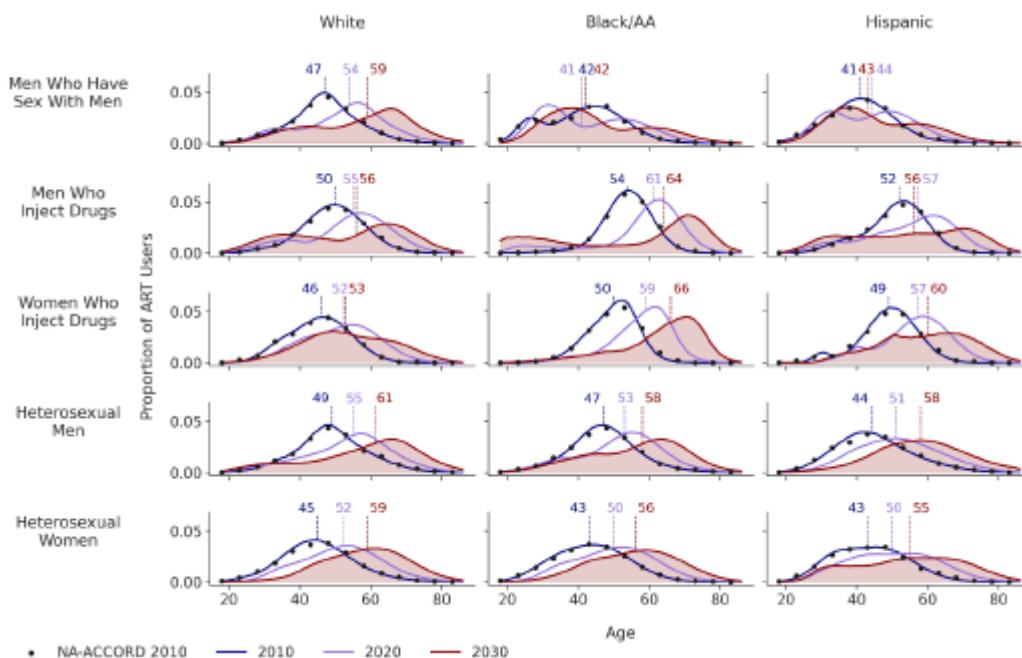 White Black/AA Hispanic
Men Who Have
Sex With Men
47 54 59 41 42 42 41 43 44
0.05
0.00
Men Who
Inject Drugs
50 55 56 54 61 64 52 56 57
0.05
0.00
Women Who
Inject Drugs
46 52 53 50 59 66 49 57 60
0.05
0.00
Heterosexual
Men
49 55 61 47 53 58 44 51 58
0.05
0.00
Heterosexual
Women
45 52 59 43 50 56 43 50 55
0.05
0.00
Proportion of ART Users
20 40 60 80 20 40 60 80 20 40 60 80
Age
NA-ACCORD 2010 2010 2020 2030